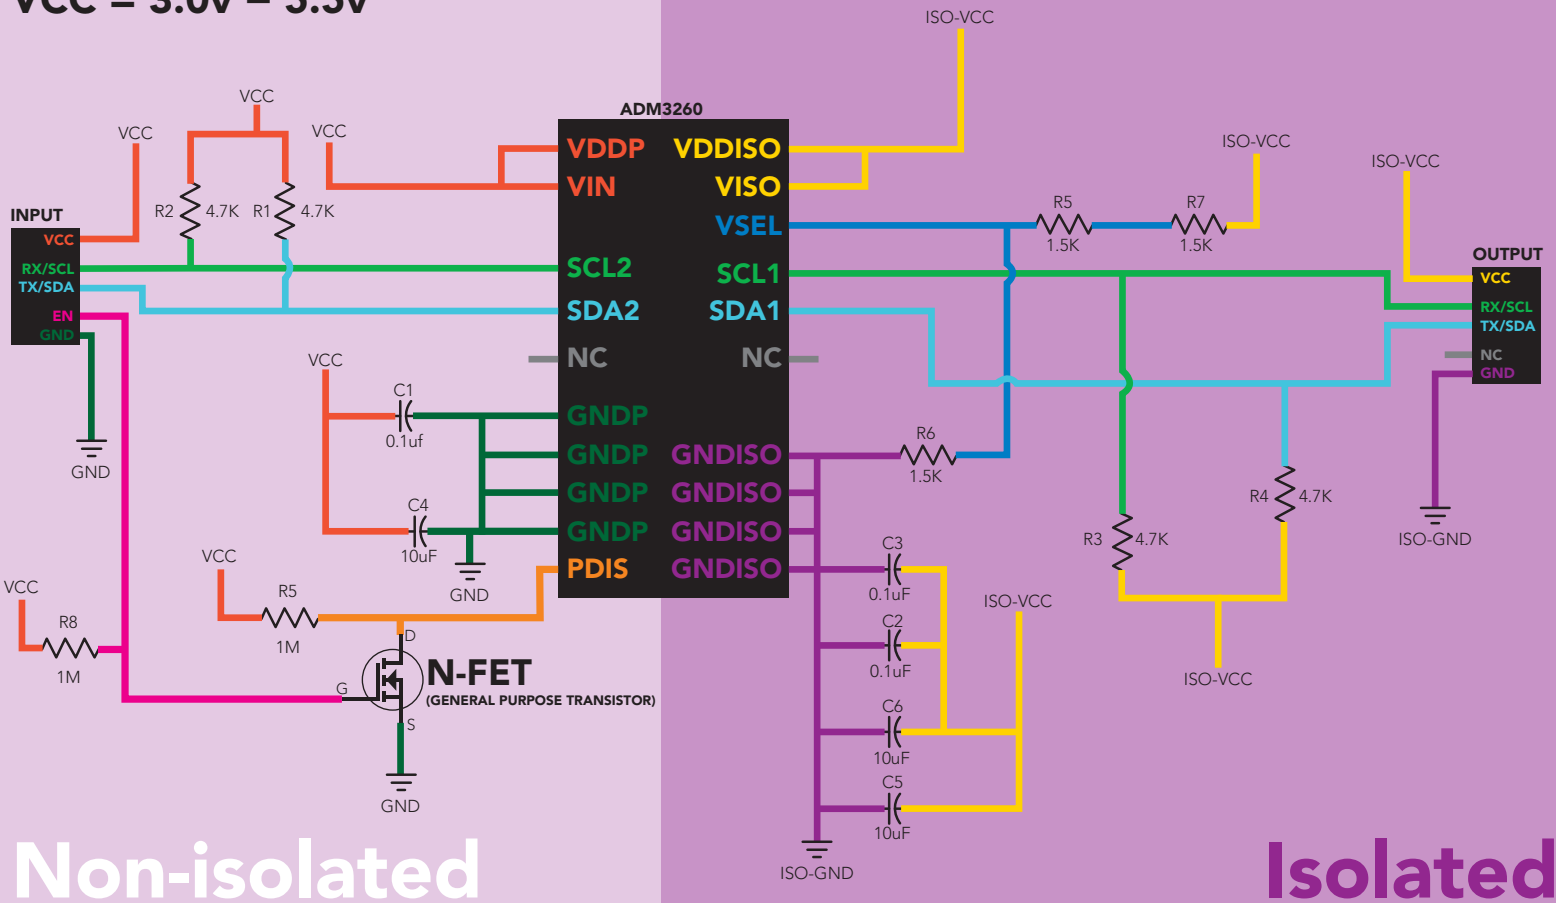 VCC = 3.0v – 5.5v
ISO-VCC
VCC
ADM3260
VCC
VCC
VDDP
VDDISO
ISO-VCC
ISO-VCC
VIN
VISO
R2
4.7K
R1
4.7K
R5
R7
INPUT
VSEL
1.5K
1.5K
VCC
OUTPUT
RX/SCL
SCL2
SCL1
VCC
TX/SDA
SDA2
SDA1
RX/SCL
EN
TX/SDA
GND
NC
NC
NC
VCC
GND
C1
0.1uf
GNDP
R6
GNDP
GNDISO
1.5K
GND
GNDP
GNDISO
R4
4.7K
C4
GNDP
GNDISO
10uF
R3
4.7K
ISO-GND
VCC
PDIS
GNDISO
C3
0.1uF
GND
ISO-VCC
VCC
R5
R8
1M
C2
0.1uF
D
1M
N-FET
(GENERAL PURPOSE TRANSISTOR)
G
ISO-VCC
S
C6
10uF
C5
GND
10uF
Non-isolated
ISO-GND
Isolated